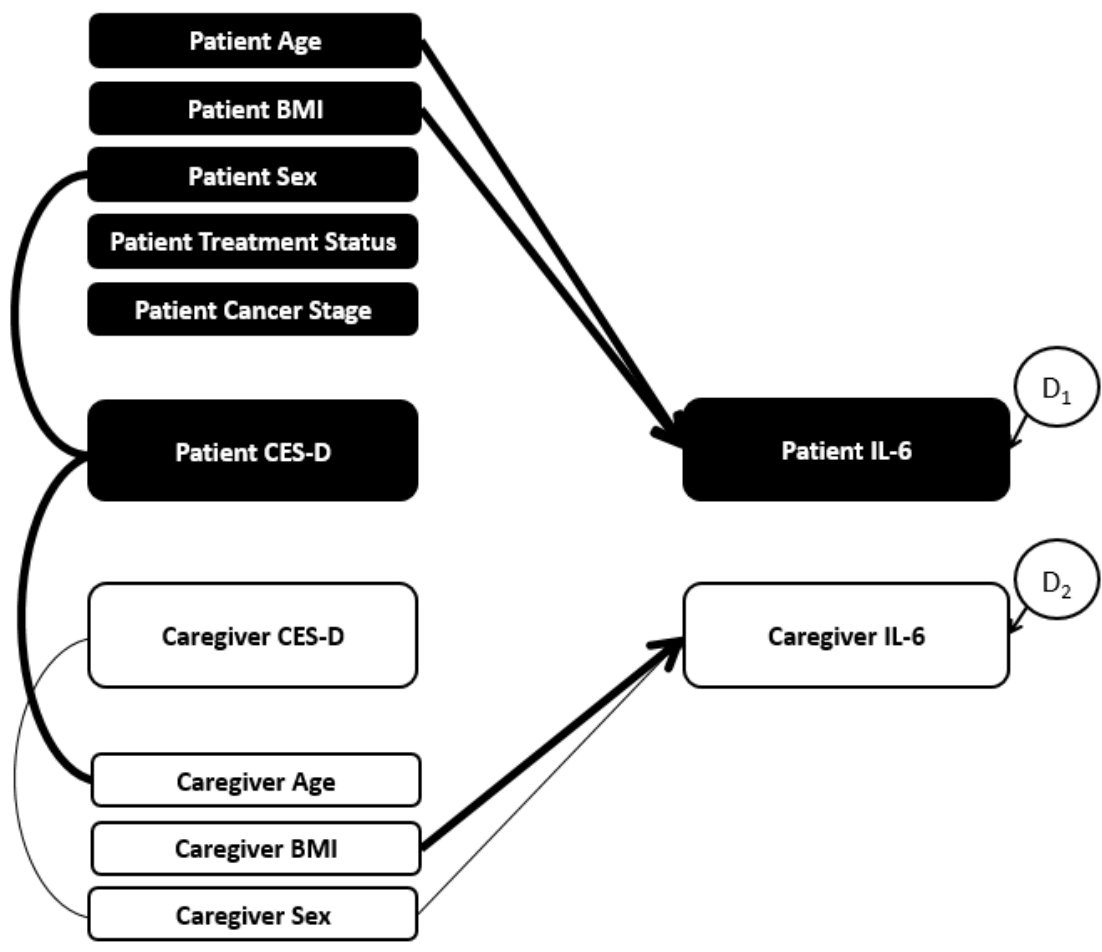 Patient Age
Patient BMI
Patient Sex
Patient Treatment Status
Patient Cancer Stage
Patient CES-D
Patient IL-6
D1
Caregiver CES-D
Caregiver IL-6
D2
Caregiver Age
Caregiver BMI
Caregiver Sex